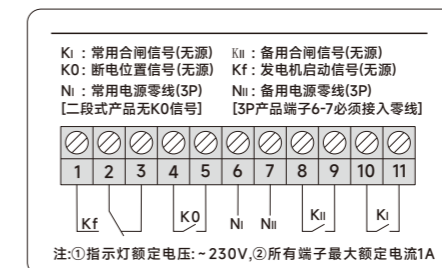 KⅠ：常用合闸信号(无源) KⅡ：备用合闸信号(无源)
K0：断电位置信号(无源) Kf：发电机启动信号(无源)
NⅠ：常用电源零线(3P) NⅡ：备用电源零线(3P)
[二段式产品无K0信号] [3P产品端子6-7必须接入零线]
1 2 3 4 5 6 7 8 9 10 11
Kf K0 NⅠ NⅡ KⅡ KⅠ
注:①指示灯额定电压:~230V,②所有端子最大额定电流1A